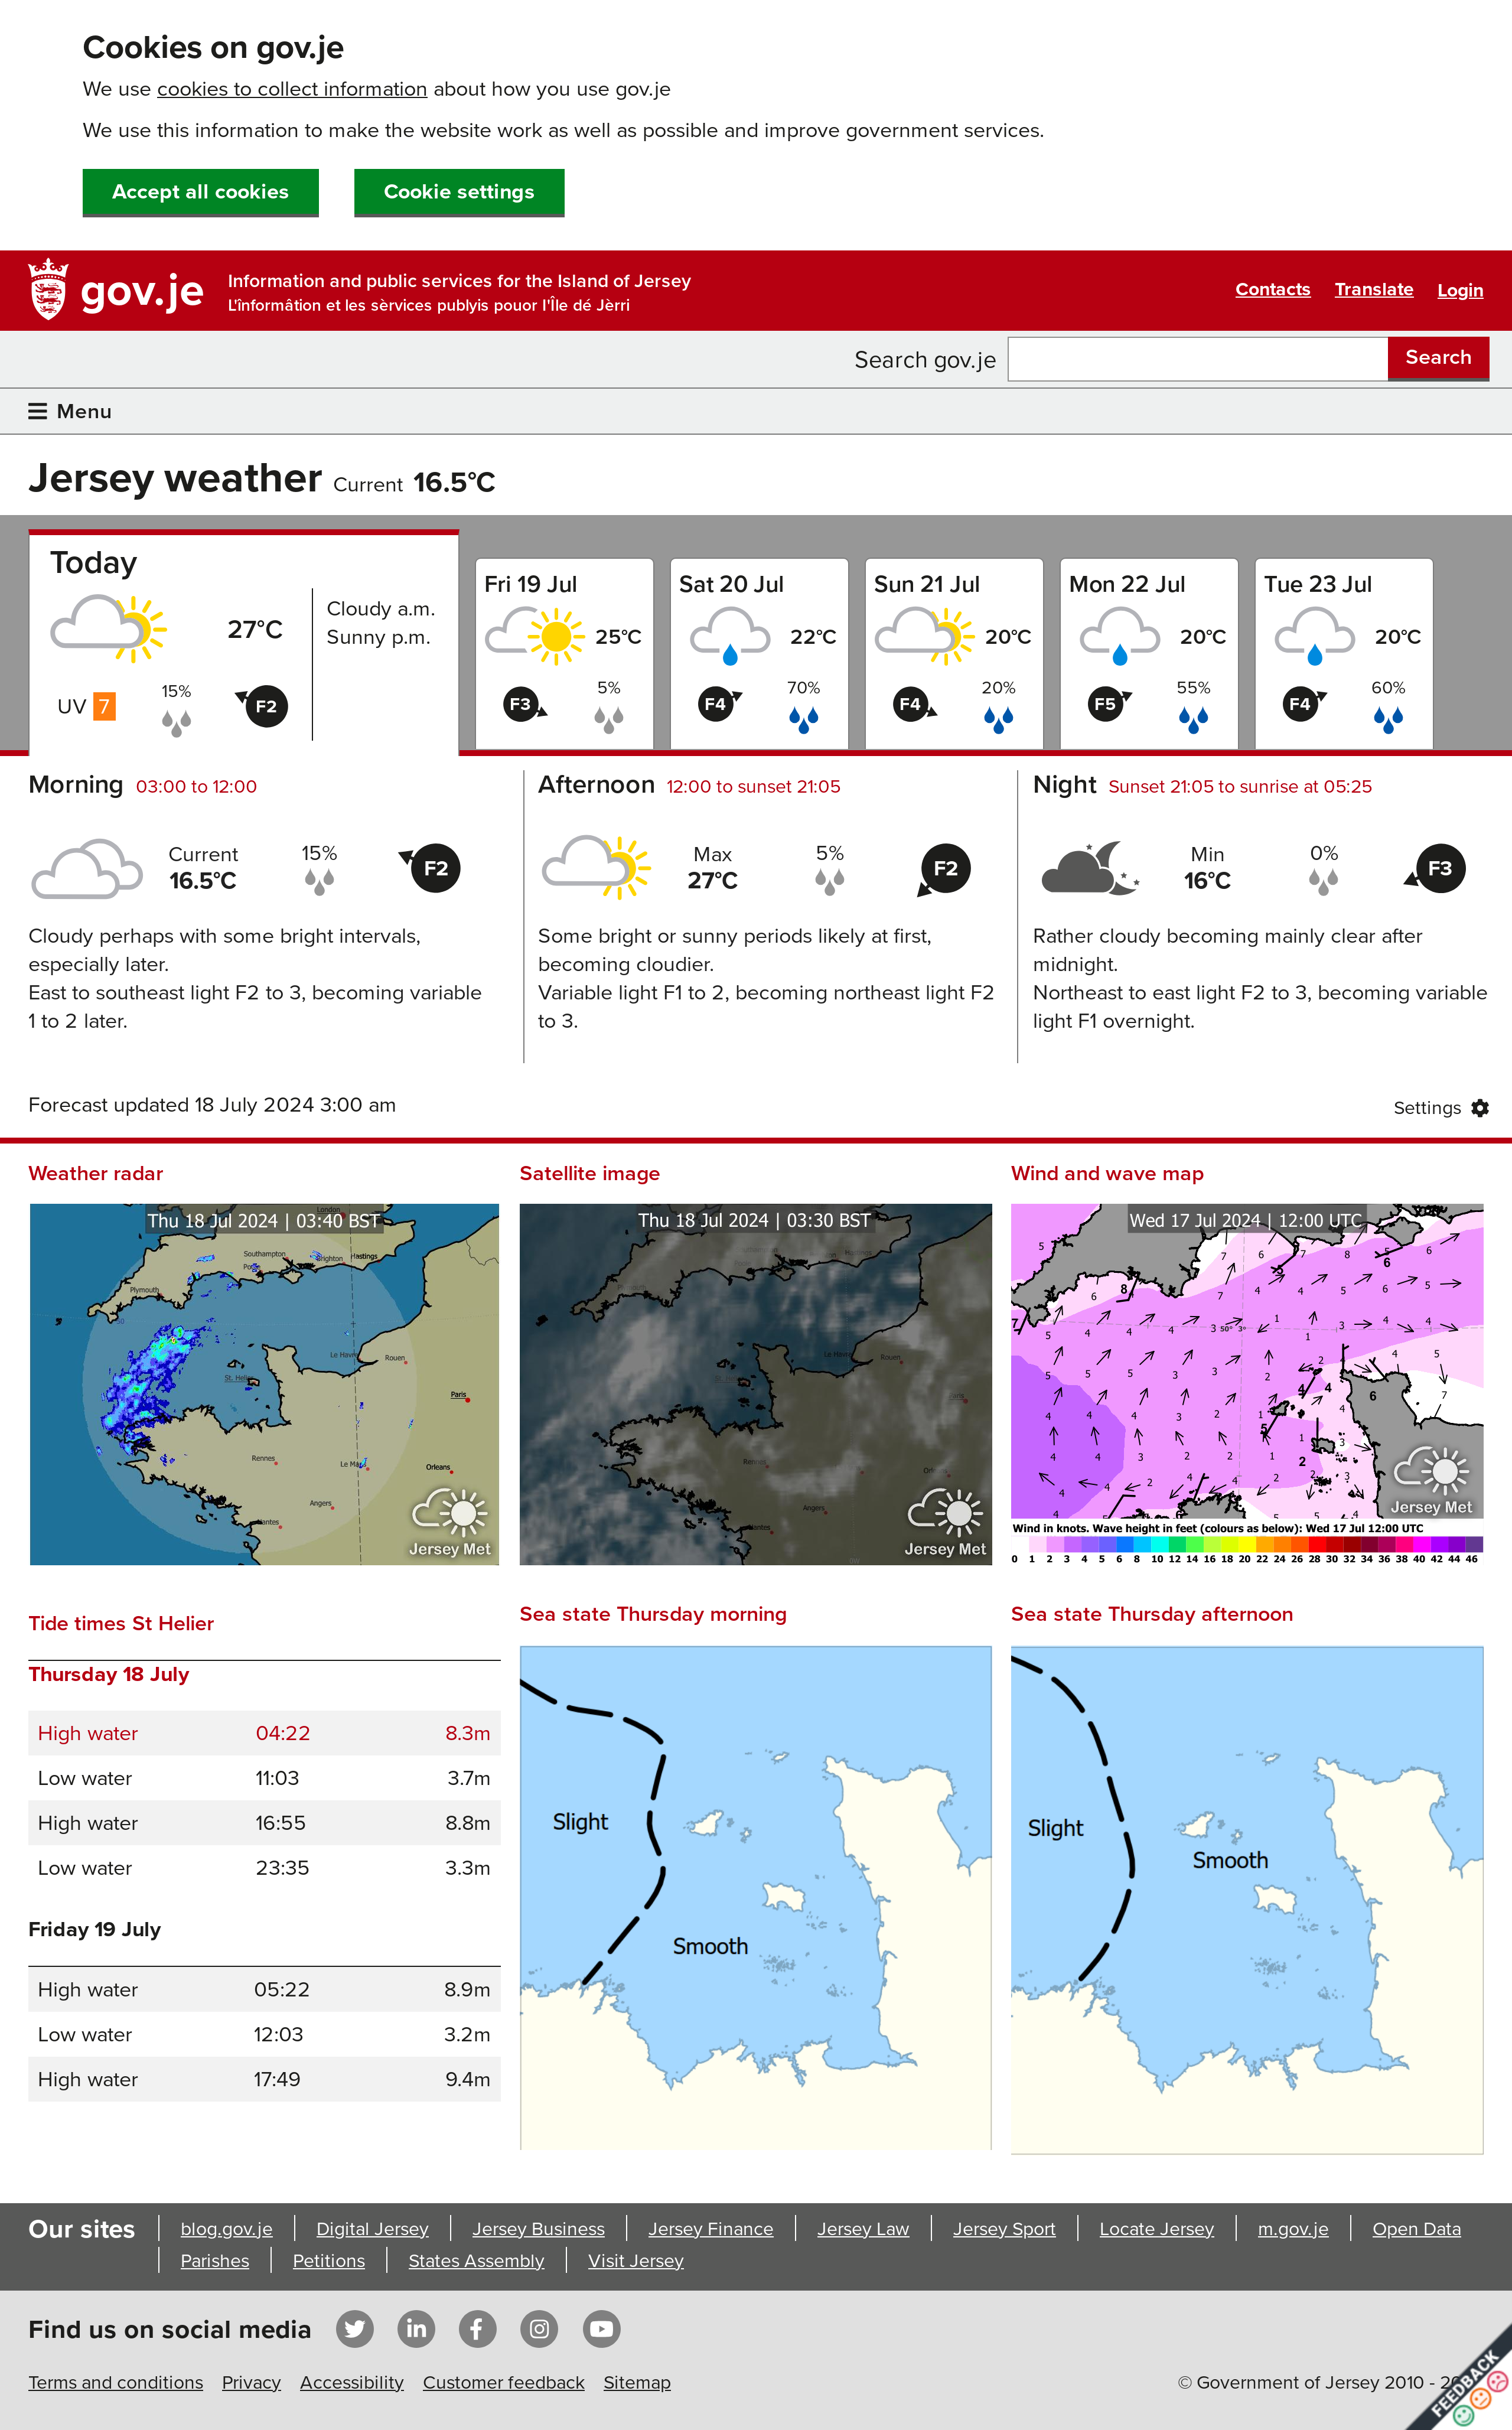 Cookies on gov.je
We use cookies to collect information about how you use gov.je
We use this information to make the website work as well as possible and improve government services.
Accept all cookies
Cookie settings
gov.je
Information and public services for the Island of Jersey
L'înformâtion et les sèrvices publyis pouor I'Île dé Jèrri
Contacts
Translate
Login
Search gov.je
Search
Menu
Jersey weather Current 16.5°C
Today
27°C
Cloudy a.m.
Sunny p.m.
UV 7
15%
F2
Fri 19 Jul
25°C
F3
5%
Sat 20 Jul
22°C
F4
70%
Sun 21 Jul
20°C
F4
20%
Mon 22 Jul
20°C
F5
55%
Tue 23 Jul
20°C
F4
60%
Morning 03:00 to 12:00
Current
16.5°C
15%
F2
Cloudy perhaps with some bright intervals,
especially later.
East to southeast light F2 to 3, becoming variable
1 to 2 later.
Afternoon 12:00 to sunset 21:05
Max
27°C
5%
F2
Some bright or sunny periods likely at first,
becoming cloudier.
Variable light F1 to 2, becoming northeast light F2
to 3.
Night Sunset 21:05 to sunrise at 05:25
Min
16°C
0%
F3
Rather cloudy becoming mainly clear after
midnight.
Northeast to east light F2 to 3, becoming variable
light F1 overnight.
Forecast updated 18 July 2024 3:00 am
Settings
Weather radar
Thu 18 Jul 2024 | 03:40 BST
London
Southampton
Brighton
Hastings
Plymouth
Le Havre
Rouen
St. Helier
Paris
Rennes
Orleans
Angers
Nantes
Jersey Met
Satellite image
Thu 18 Jul 2024 | 03:30 BST
Rouen
Rennes
Angers
Nantes
Jersey Met
Wind and wave map
Wed 17 Jul 2024 | 12:00 UTC
Jersey Met
Wind in knots. Wave height in feet (colours as below): Wed 17 Jul 12:00 UTC
0 1 2 3 4 5 6 8 10 12 14 16 18 20 22 24 26 28 30 32 34 36 38 40 42 44 46
Tide times St Helier
Thursday 18 July
High water 04:22 8.3m
Low water 11:03 3.7m
High water 16:55 8.8m
Low water 23:35 3.3m
Friday 19 July
High water 05:22 8.9m
Low water 12:03 3.2m
High water 17:49 9.4m
Sea state Thursday morning
Slight
Smooth
Sea state Thursday afternoon
Slight
Smooth
Our sites
blog.gov.je
Digital Jersey
Jersey Business
Jersey Finance
Jersey Law
Jersey Sport
Locate Jersey
m.gov.je
Open Data
Parishes
Petitions
States Assembly
Visit Jersey
Find us on social media
Terms and conditions
Privacy
Accessibility
Customer feedback
Sitemap
© Government of Jersey 2010 -
FEEDBACK